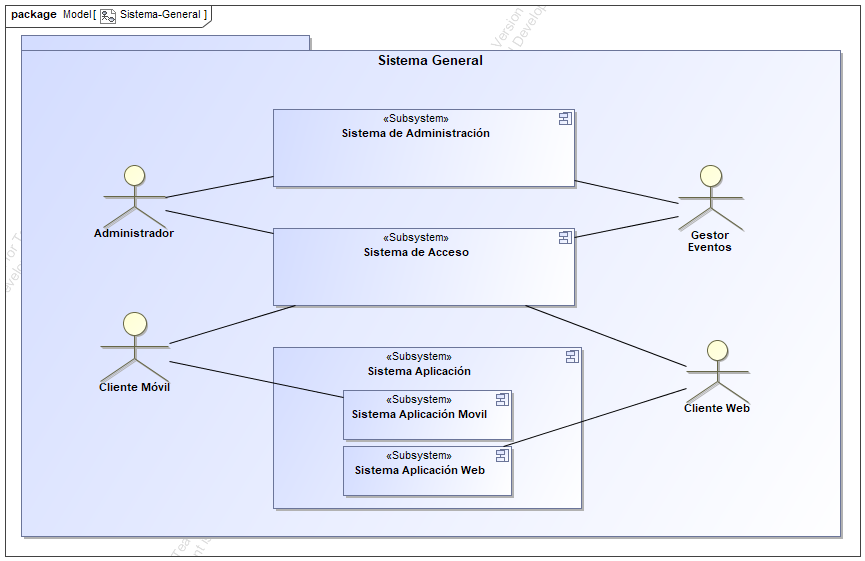 package Model[ Sistema-General ]
Sistema General
«Subsystem»
Sistema de Administración
Administrador
Gestor
Eventos
«Subsystem»
Sistema de Acceso
Cliente Móvil
Cliente Web
«Subsystem»
Sistema Aplicación
«Subsystem»
Sistema Aplicación Movil
«Subsystem»
Sistema Aplicación Web
Version